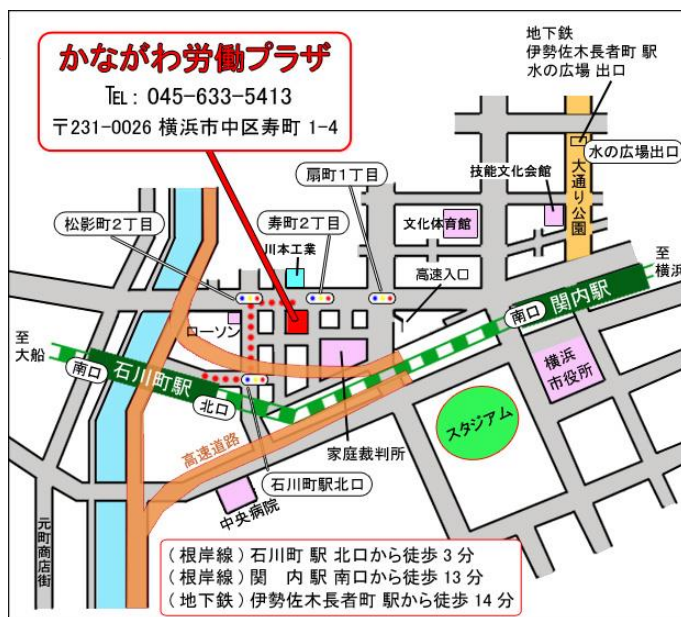 かながわ労働プラザ
TEL: 045-633-5413
〒231-0026 横浜市中区寿町 1-4
地下鉄
伊勢佐木長者町 駅
水の広場 出口
水の広場出口
大通り公園
技能文化会館
文化体育館
扇町1丁目
寿町2丁目
松影町2丁目
川本工業
高速入口
至
横浜
関内駅
南口
ローソン
至
大船
南口
石川町駅
北口
横浜
市役所
スタジアム
家庭裁判所
高速道路
石川町駅北口
中央病院
元町商店街
(根岸線)石川町 駅 北口から徒歩 3 分
(根岸線)関 内 駅 南口から徒歩 13 分
(地下鉄)伊勢佐木長者町 駅から徒歩 14 分